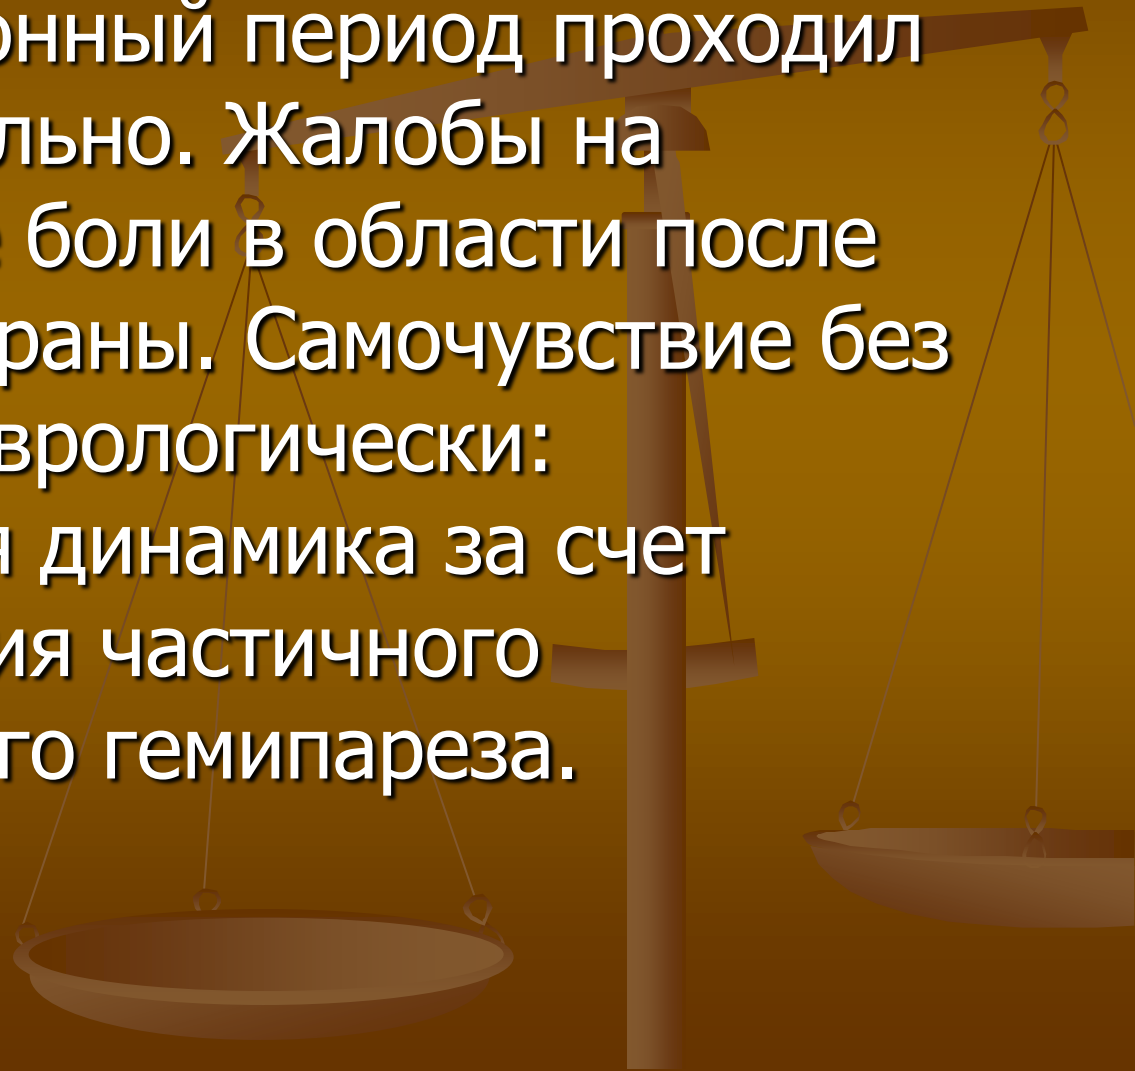 онный период проходил
льно. Жалобы на
боли в области после
раны. Самочувствие без
врологически:
я динамика за счет
ия частичного
го гемипареза.